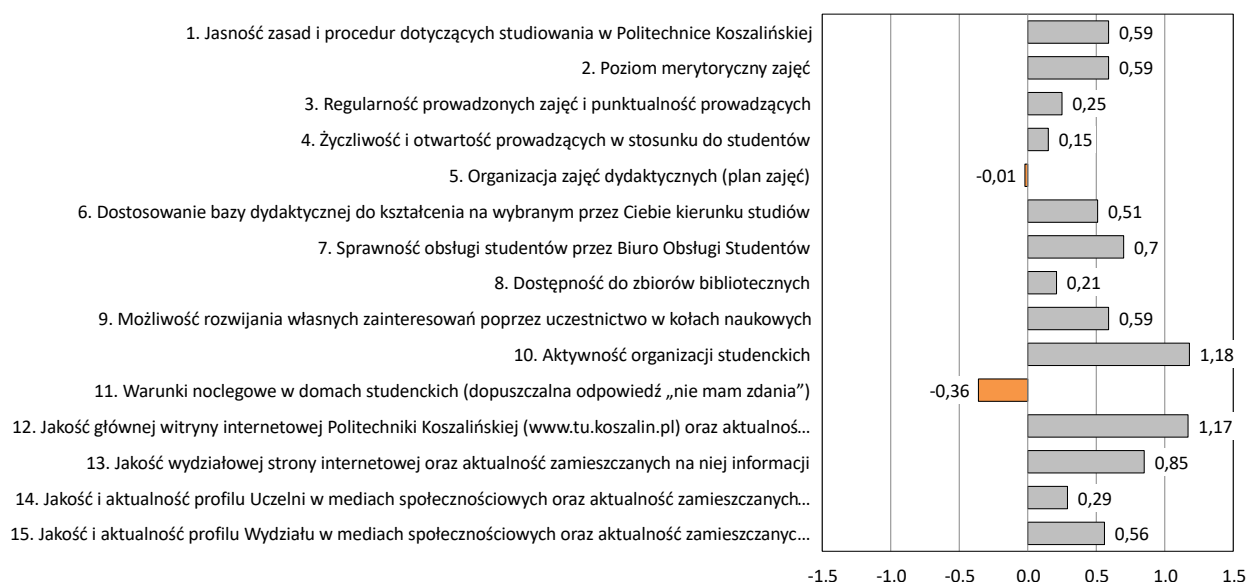 1. Jasność zasad i procedur dotyczących studiowania w Politechnice Koszalińskiej 0,59
2. Poziom merytoryczny zajęć 0,59
3. Regularność prowadzonych zajęć i punktualność prowadzących 0,25
4. Życzliwość i otwartość prowadzących w stosunku do studentów 0,15
5. Organizacja zajęć dydaktycznych (plan zajęć) -0,01
6. Dostosowanie bazy dydaktycznej do kształcenia na wybranym przez Ciebie kierunku studiów 0,51
7. Sprawność obsługi studentów przez Biuro Obsługi Studentów 0,7
8. Dostępność do zbiorów bibliotecznych 0,21
9. Możliwość rozwijania własnych zainteresowań poprzez uczestnictwo w kołach naukowych 0,59
10. Aktywność organizacji studenckich 1,18
11. Warunki noclegowe w domach studenckich (dopuszczalna odpowiedź „nie mam zdania”) -0,36
12. Jakość głównej witryny internetowej Politechniki Koszalińskiej (www.tu.koszalin.pl) oraz aktualnoś... 1,17
13. Jakość wydziałowej strony internetowej oraz aktualność zamieszczanych na niej informacji 0,85
14. Jakość i aktualność profilu Uczelni w mediach społecznościowych oraz aktualność zamieszczanych... 0,29
15. Jakość i aktualność profilu Wydziału w mediach społecznościowych oraz aktualność zamieszczanyc... 0,56
-1.5 -1.0 -0.5 0.0 0.5 1.0 1.5